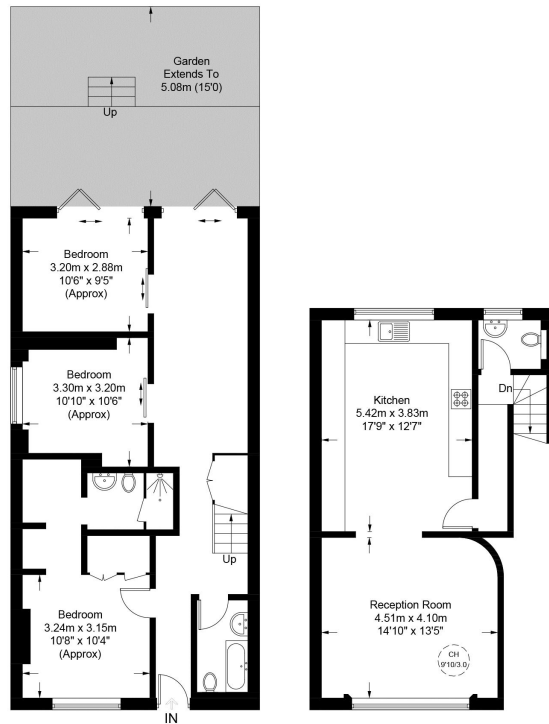 Garden
Extends To
5.08m (15'0)
Up
Bedroom
3.20m x 2.88m
10'6" x 9'5"
(Approx)
Bedroom
3.30m x 3.20m
10'10" x 10'6"
(Approx)
Up
Bedroom
3.24m x 3.15m
10'8" x 10'4"
(Approx)
IN
Kitchen
5.42m x 3.83m
17'9" x 12'7"
Dn
Reception Room
4.51m x 4.10m
14'10" x 13'5"
CH
9'10/3.0